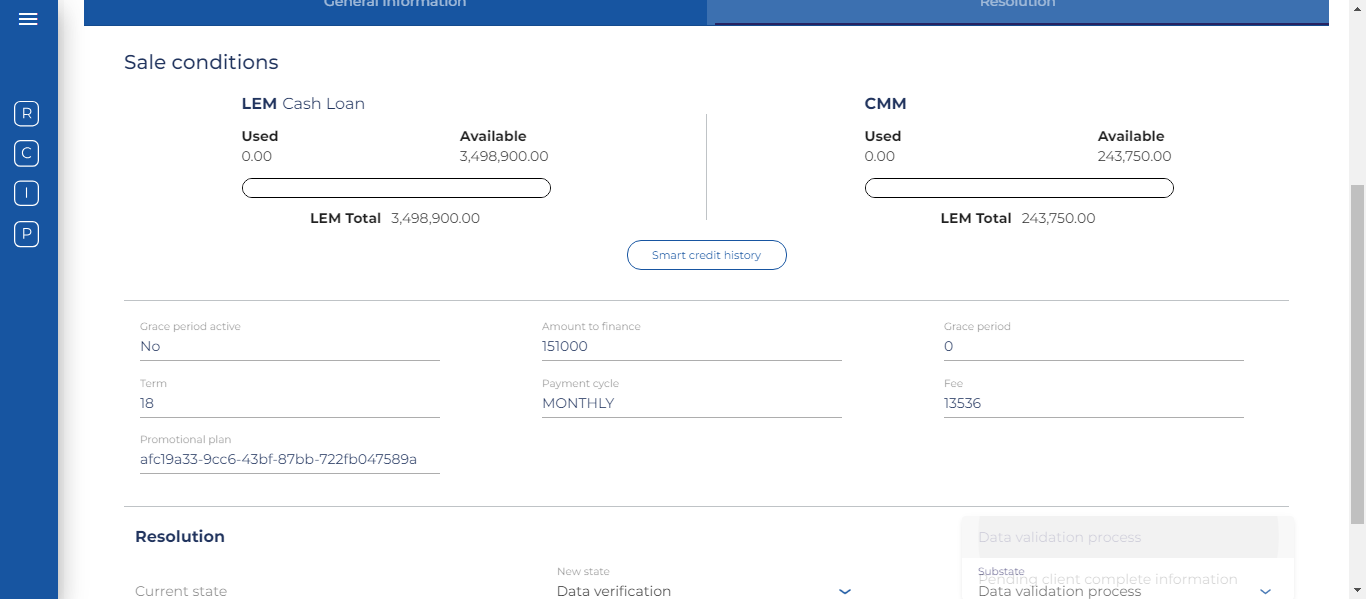 General Information
Resolution
R
C
I
P
Sale conditions
LEM Cash Loan
Used
Available
0.00
3,498,900.00
LEM Total 3,498,900.00
CMM
Used
Available
0.00
243,750.00
LEM Total 243,750.00
Smart credit history
Grace period active
No
Amount to finance
151000
Grace period
0
Term
18
Payment cycle
MONTHLY
Fee
13536
Promotional plan
afc19a33-9cc6-43bf-87bb-722fb047589a
Resolution
Current state
New state
Data verification
Data validation process
Substate
Pending client complete information
Data validation process